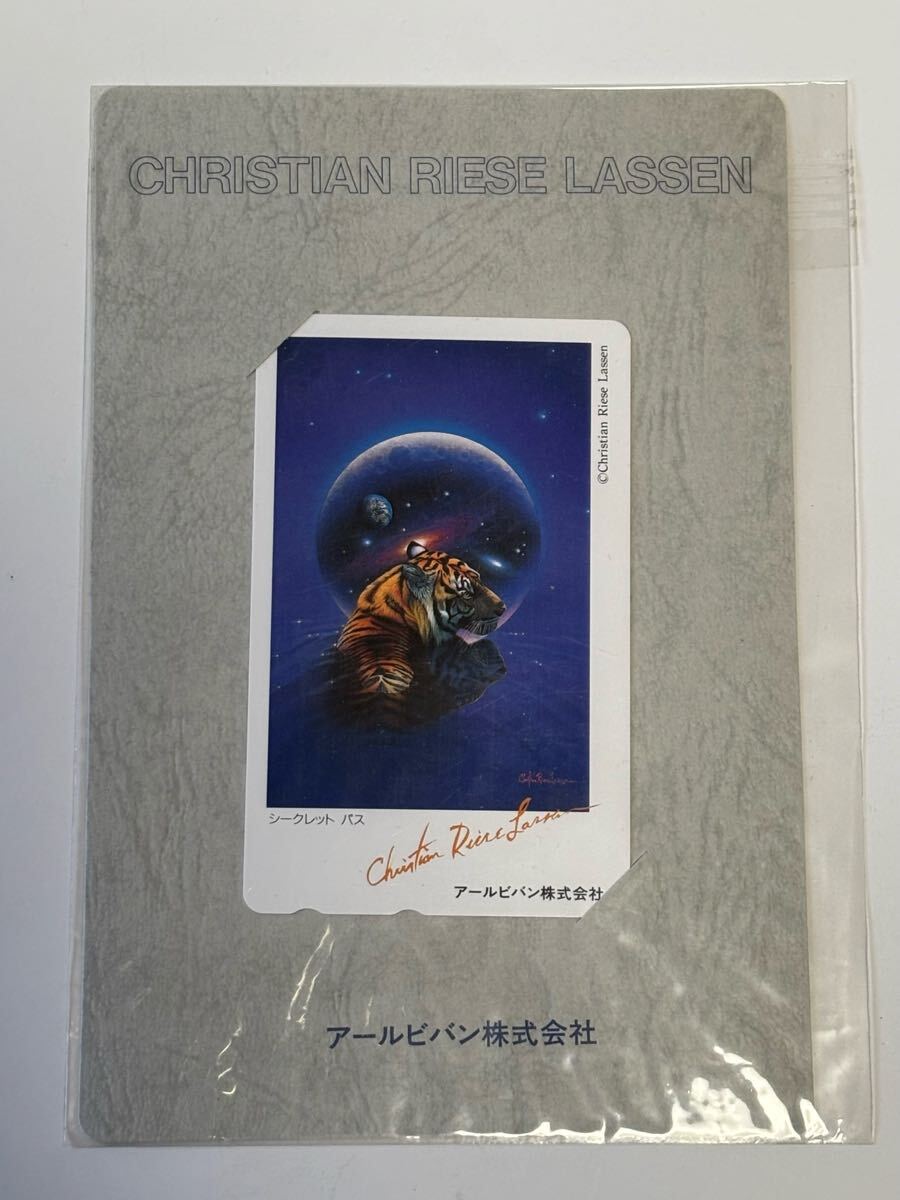 CHRISTIAN RIESE LASSEN
©Christian Riese Lassen
シークレット パス
Christian Riese Lassen
アールビバン株式会社
アールビバン株式会社